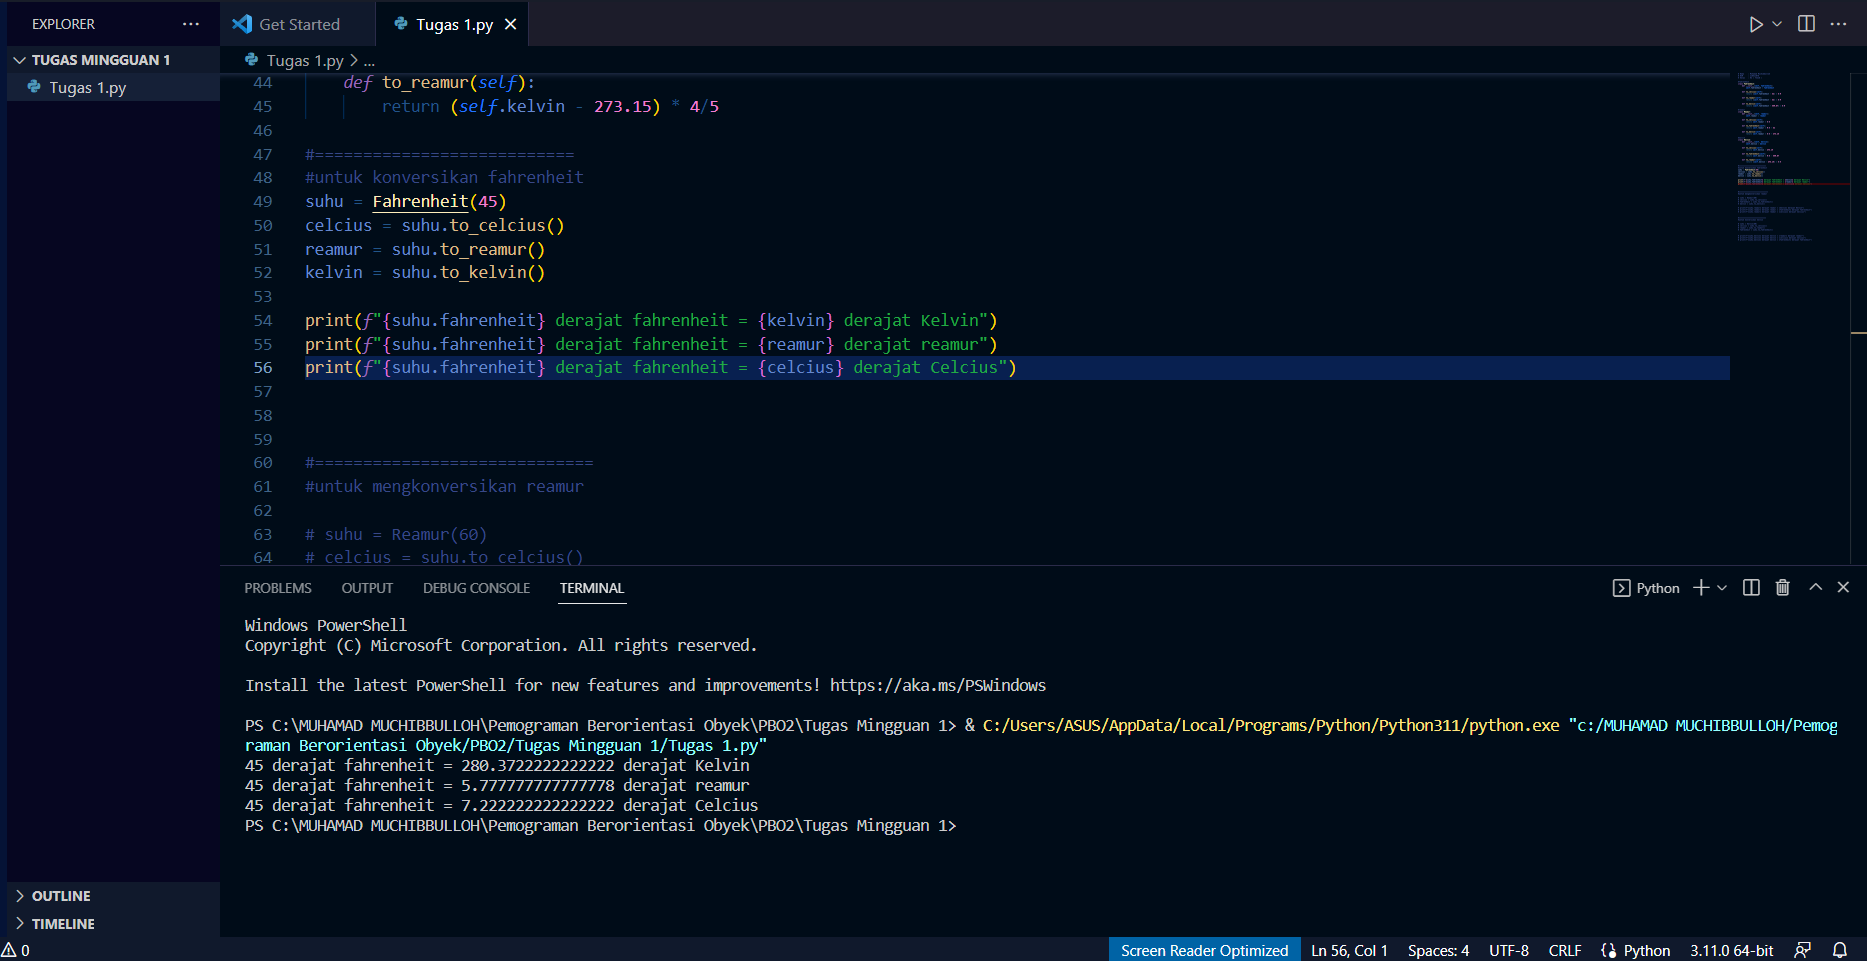 EXPLORER
Get Started
Tugas 1.py
TUGAS MINGGUAN 1
Tugas 1.py
Tugas 1.py > ...
44     def to_reamur(self):
45         return (self.kelvin - 273.15) * 4/5
46
47 #===========================
48 #untuk konversikan fahrenheit
49 suhu = Fahrenheit(45)
50 celcius = suhu.to_celcius()
51 reamur = suhu.to_reamur()
52 kelvin = suhu.to_kelvin()
53
54 print(f"{suhu.fahrenheit} derajat fahrenheit = {kelvin} derajat Kelvin")
55 print(f"{suhu.fahrenheit} derajat fahrenheit = {reamur} derajat reamur")
56 print(f"{suhu.fahrenheit} derajat fahrenheit = {celcius} derajat Celcius")
57
58
59
60 #=============================
61 #untuk mengkonversikan reamur
62
63 # suhu = Reamur(60)
64 # celcius = suhu.to_celcius()
PROBLEMS OUTPUT DEBUG CONSOLE TERMINAL
Python
Windows PowerShell
Copyright (C) Microsoft Corporation. All rights reserved.
Install the latest PowerShell for new features and improvements! https://aka.ms/PSWindows
PS C:\MUHAMAD MUCHIBBULLOH\Pemograman Berorientasi Obyek\PBO2\Tugas Mingguan 1> & C:/Users/ASUS/AppData/Local/Programs/Python/Python311/python.exe "c:/MUHAMAD MUCHIBBULLOH/Pemog
raman Berorientasi Obyek/PBO2/Tugas Mingguan 1/Tugas 1.py"
45 derajat fahrenheit = 280.3722222222222 derajat Kelvin
45 derajat fahrenheit = 5.777777777777778 derajat reamur
45 derajat fahrenheit = 7.222222222222222 derajat Celcius
PS C:\MUHAMAD MUCHIBBULLOH\Pemograman Berorientasi Obyek\PBO2\Tugas Mingguan 1>
OUTLINE
TIMELINE
0
Screen Reader Optimized
Ln 56, Col 1
Spaces: 4
UTF-8
CRLF
Python
3.11.0 64-bit